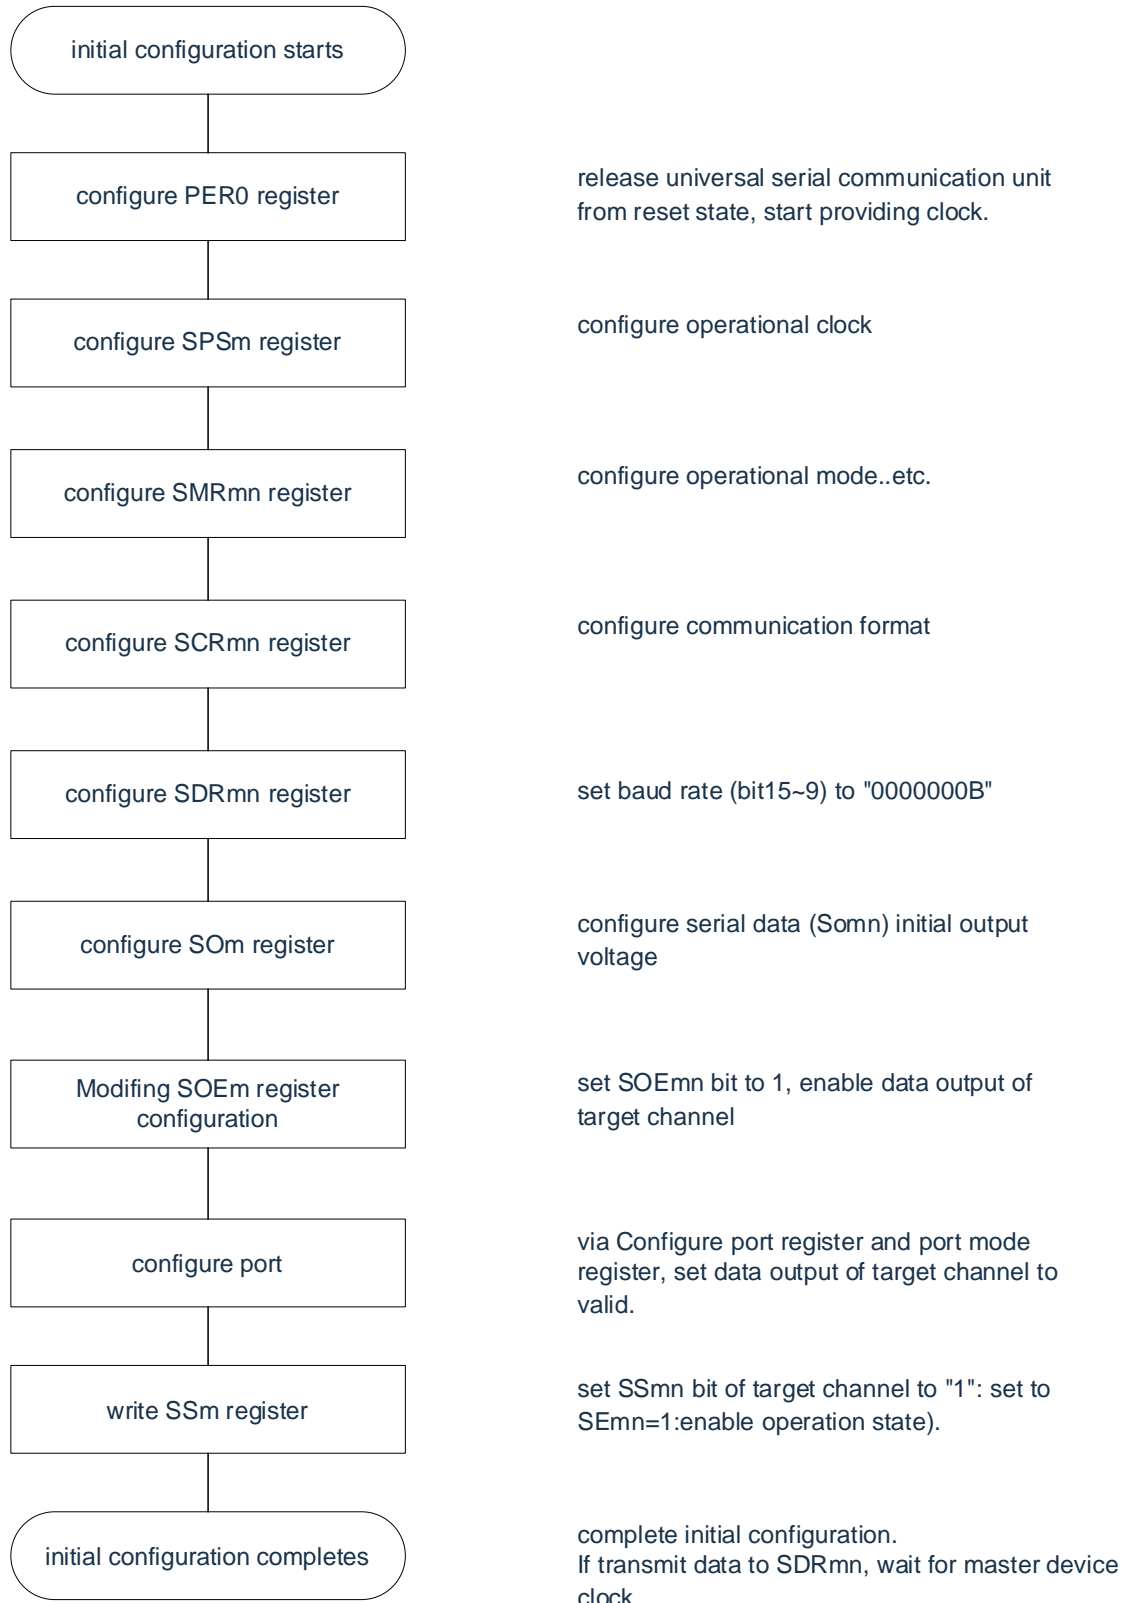 initial configuration starts
configure PER0 register
release universal serial communication unit
from reset state, start providing clock.
configure SPSm register
configure operational clock
configure SMRmn register
configure operational mode..etc.
configure SCRmn register
configure communication format
configure SDRmn register
set baud rate (bit15~9) to "0000000B"
configure SOm register
configure serial data (Somn) initial output
voltage
Modifing SOEm register
configuration
set SOEmn bit to 1, enable data output of
target channel
configure port
via Configure port register and port mode
register, set data output of target channel to
valid.
write SSm register
set SSmn bit of target channel to "1": set to
SEmn=1:enable operation state).
initial configuration completes
complete initial configuration.
If transmit data to SDRmn, wait for master device
clock